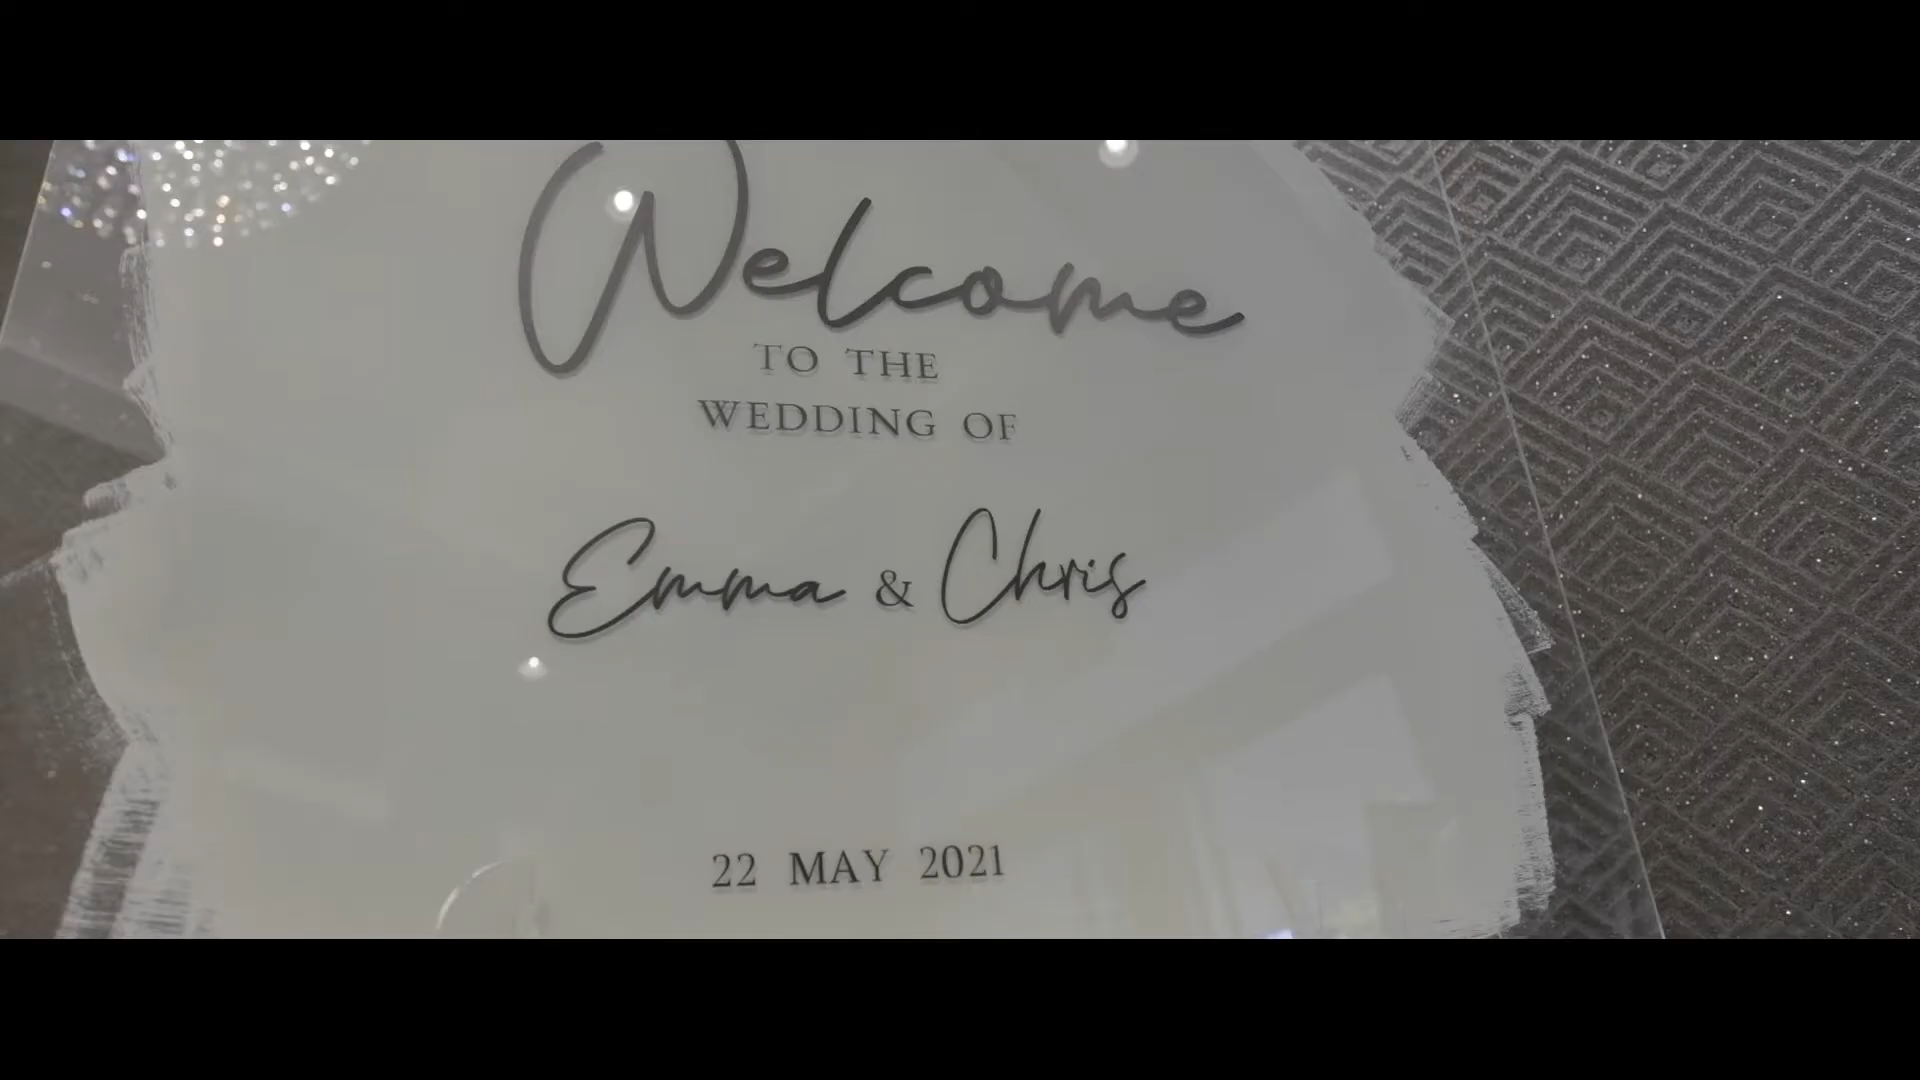 Welcome
TO THE
WEDDING OF
Emma & Chris
22 MAY 2021